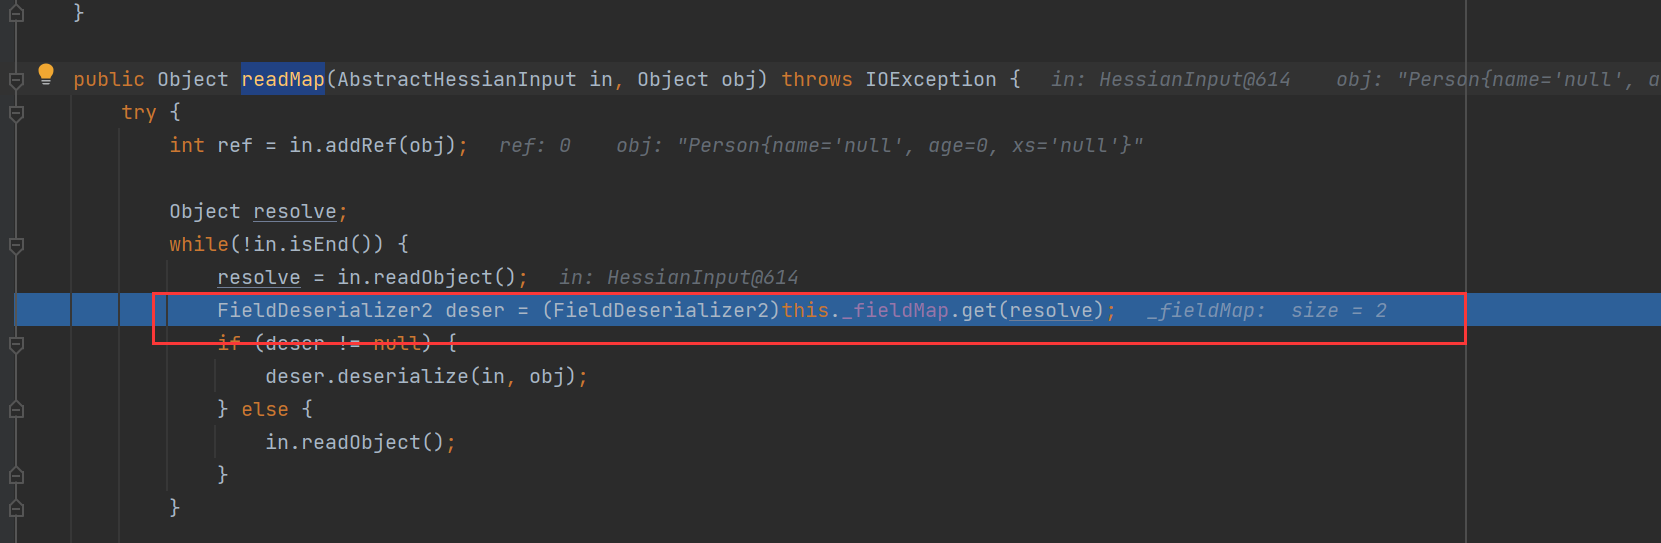 }
public Object readMap(AbstractHessianInput in, Object obj) throws IOException {   in: HessianInput@614    obj: "Person{name='null', a
try {
int ref = in.addRef(obj);   ref: 0    obj: "Person{name='null', age=0, xs='null'}"
Object resolve;
while(!in.isEnd()) {
resolve = in.readObject();   in: HessianInput@614
FieldDeserializer2 deser = (FieldDeserializer2)this._fieldMap.get(resolve);   _fieldMap:  size = 2
if (deser != null) {
deser.deserialize(in, obj);
} else {
in.readObject();
}
}